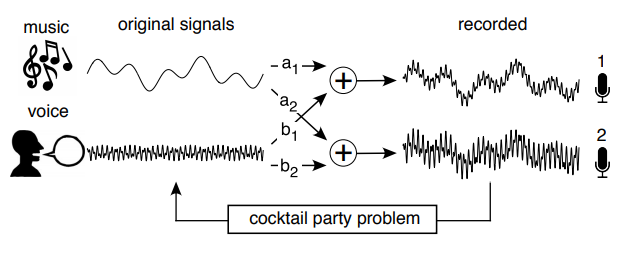 music
original signals
recorded
a1
a2
b1
b2
+
+
1
2
voice
cocktail party problem